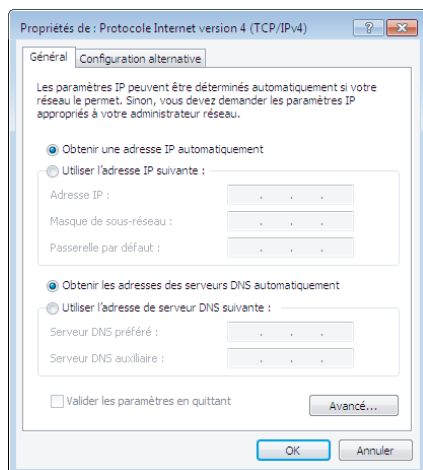 Propriétés de : Protocole Internet version 4 (TCP/IPv4)
Général
Configuration alternative
Les paramètres IP peuvent être déterminés automatiquement si votre
réseau le permet. Sinon, vous devez demander les paramètres IP
appropriés à votre administrateur réseau.
Obtenir une adresse IP automatiquement
Utiliser l'adresse IP suivante :
Adresse IP :
Masque de sous-réseau :
Passerelle par défaut :
Obtenir les adresses des serveurs DNS automatiquement
Utiliser l'adresse de serveur DNS suivante :
Serveur DNS préféré :
Serveur DNS auxiliaire :
Valider les paramètres en quittant
Avancé...
OK
Annuler